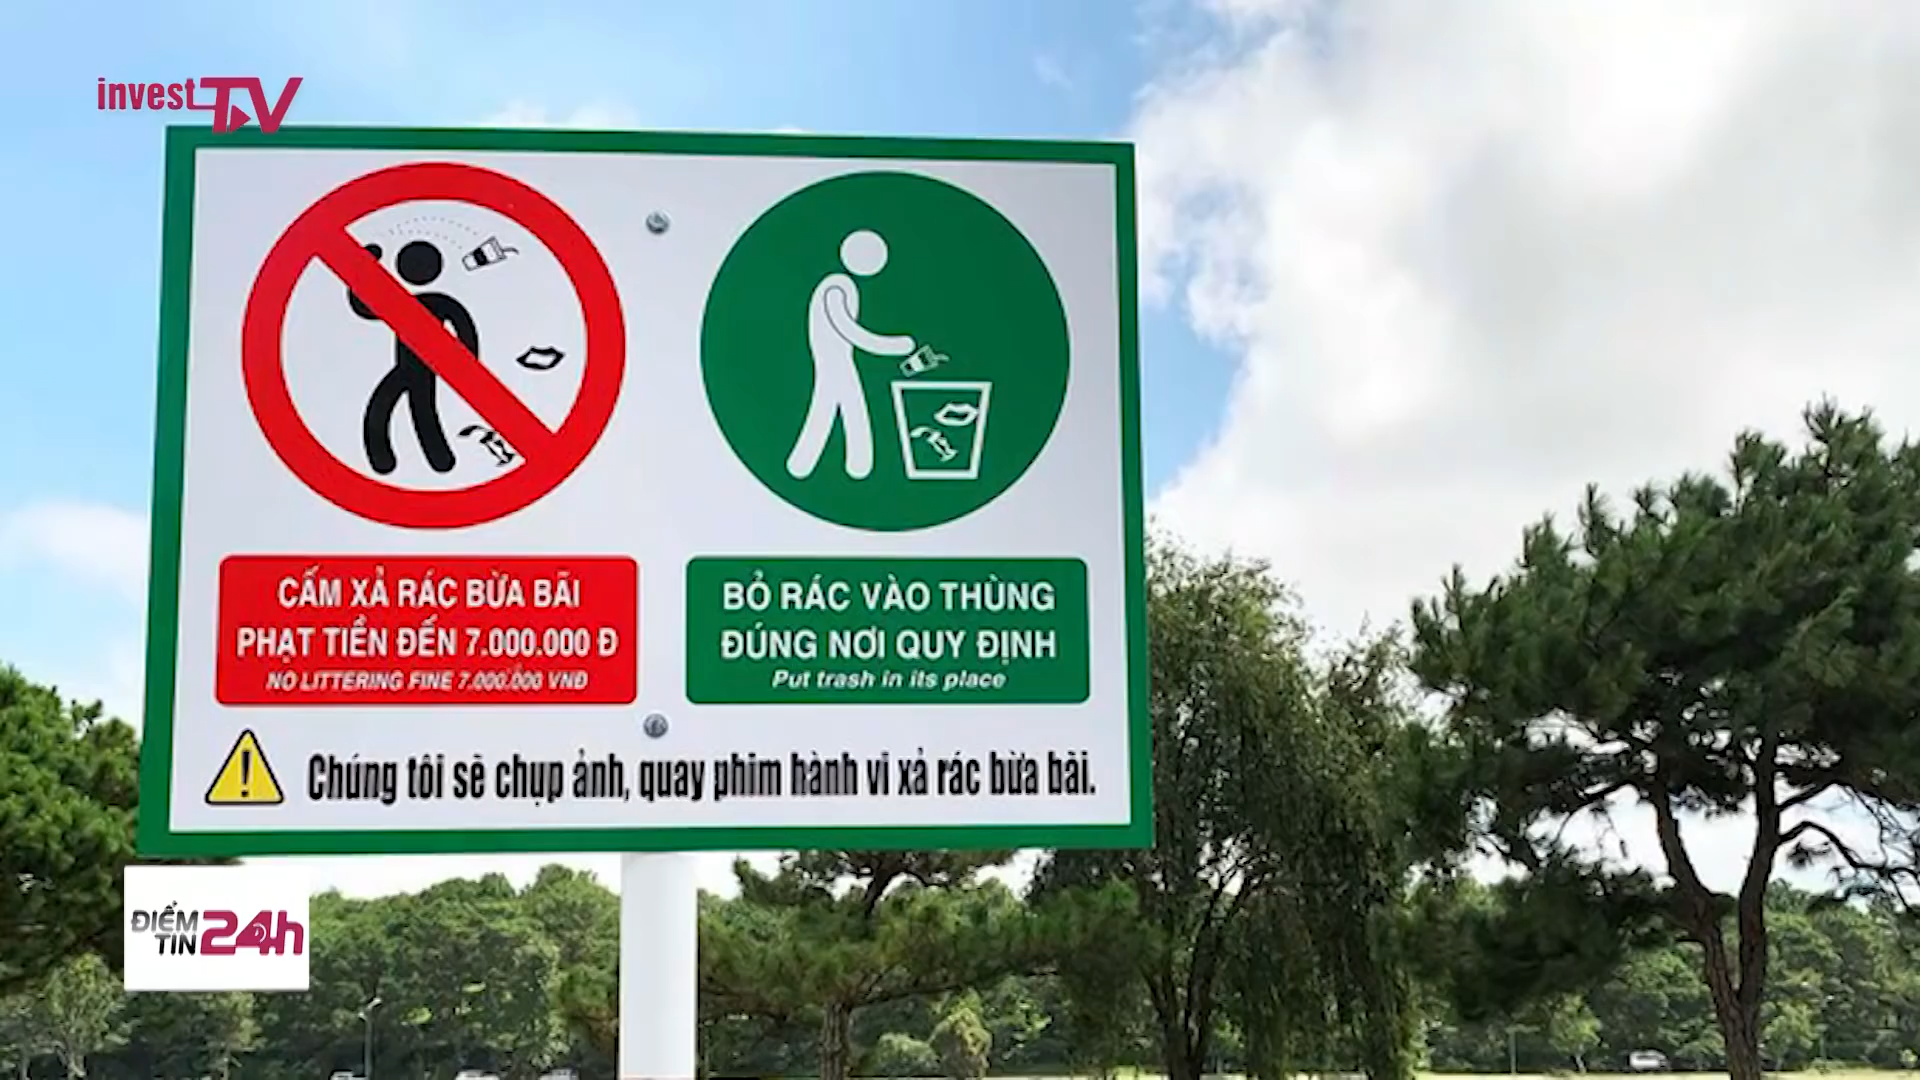 invest TV
CẤM XẢ RÁC BỪA BÃI
PHẠT TIỀN ĐẾN 7.000.000 Đ
NO LITTERING FINE 7.000.000 VNĐ
BỎ RÁC VÀO THÙNG
ĐÚNG NƠI QUY ĐỊNH
Put trash in its place
Chúng tôi sẽ chụp ảnh, quay phim hành vi xả rác bừa bãi.
ĐIỂM
TIN 24h